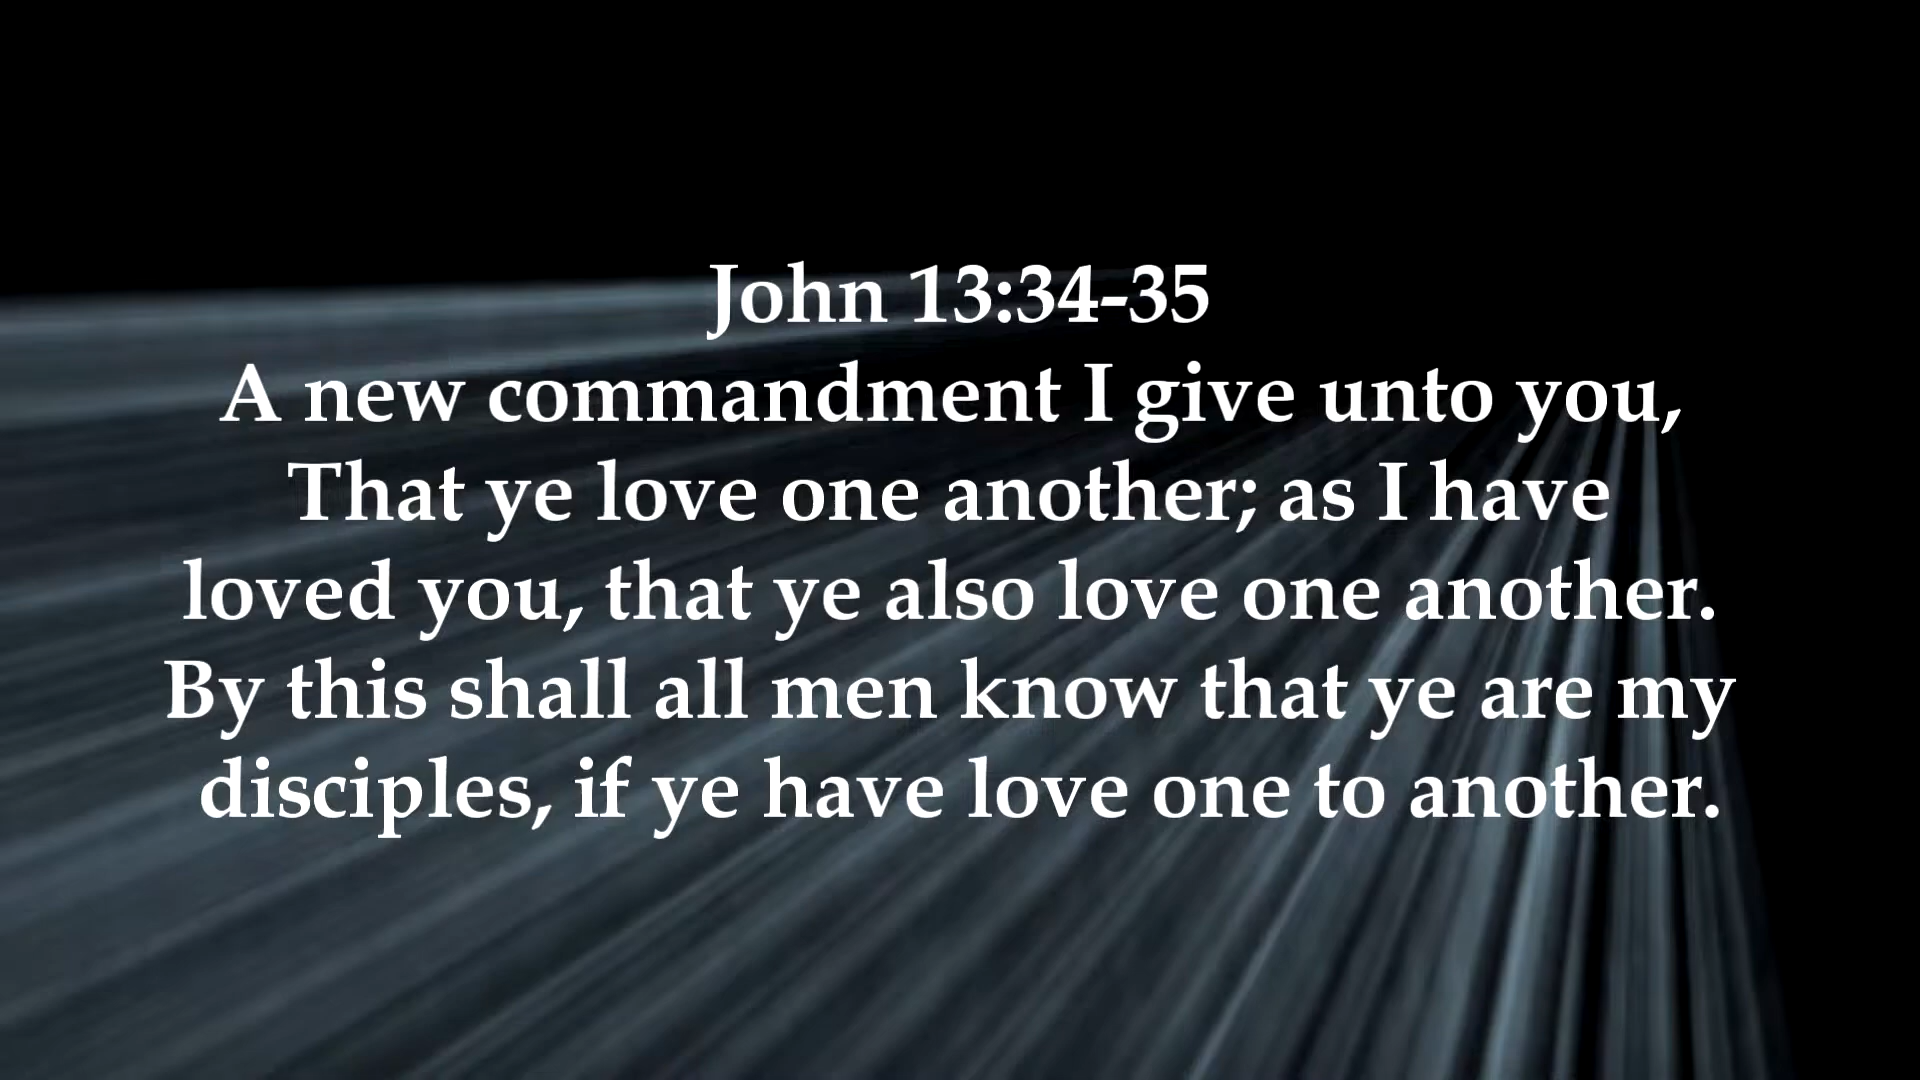 John 13:34-35
A new commandment I give unto you,
That ye love one another; as I have
loved you, that ye also love one another.
By this shall all men know that ye are my
disciples, if ye have love one to another.